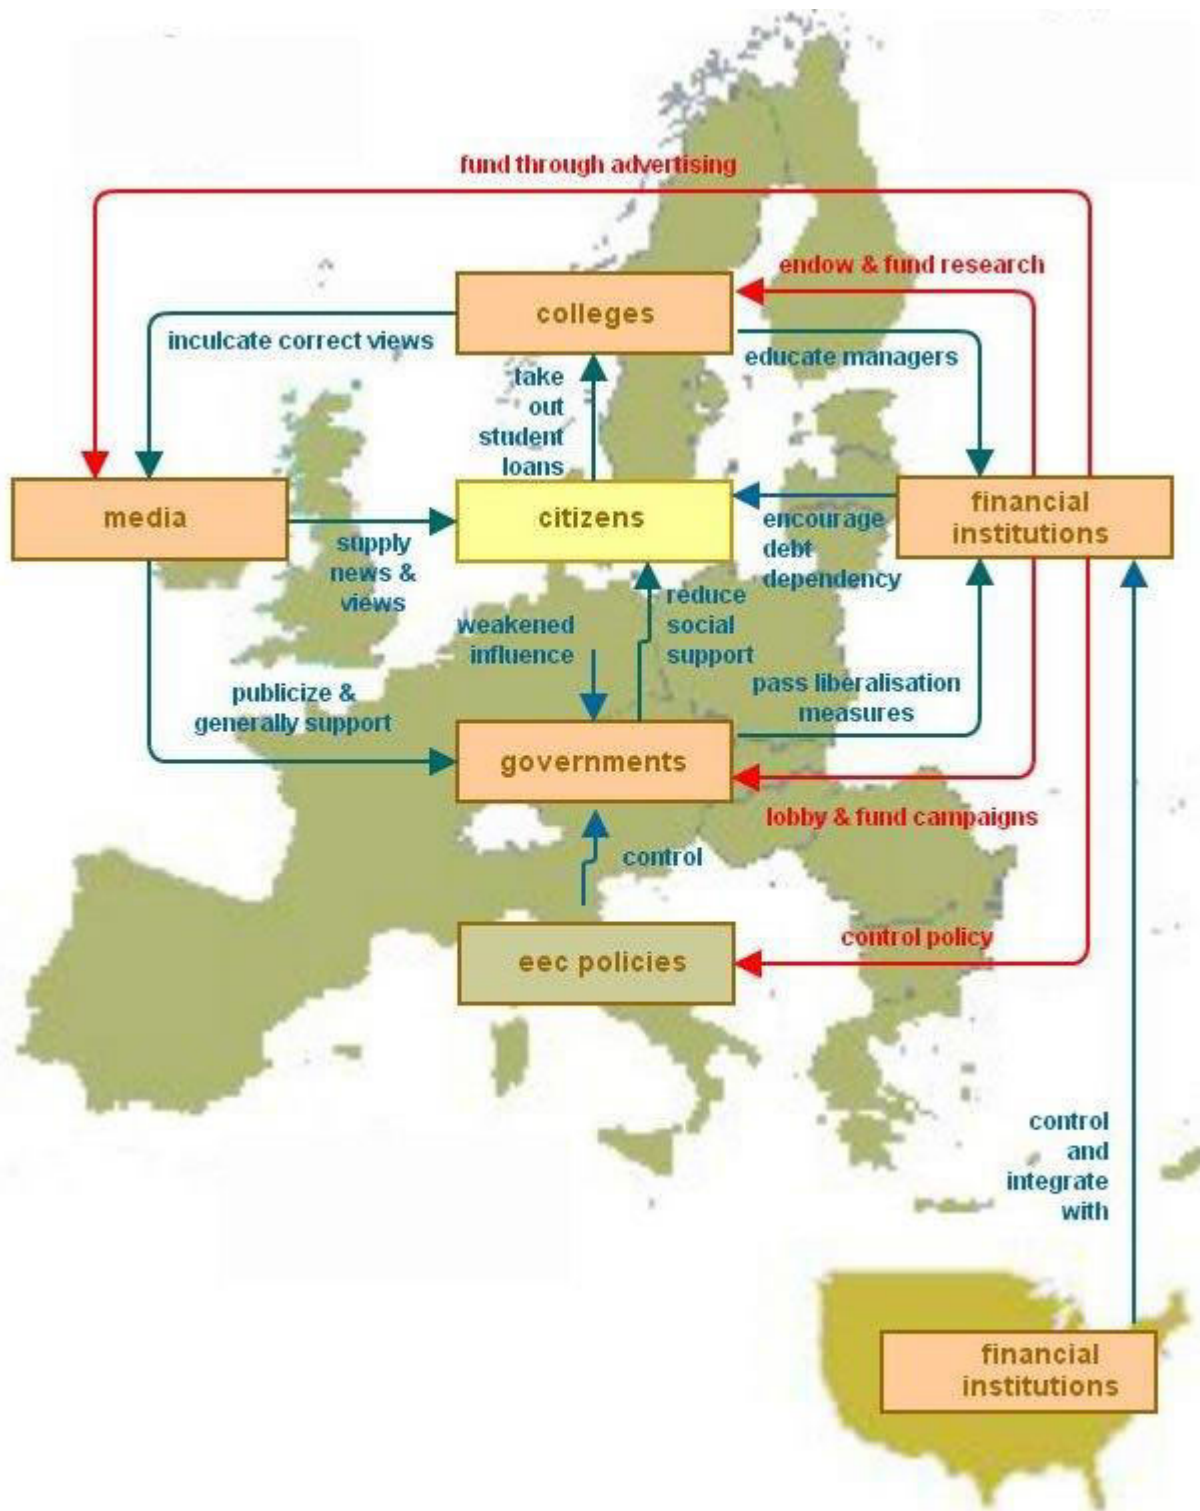 fund through advertising
endow & fund research
colleges
inculcate correct views
educate managers
take
out
student
loans
media
citizens
financial
institutions
supply
news &
views
encourage
debt
dependency
weakened
influence
reduce
social
support
publicize &
generally support
pass liberalisation
measures
governments
lobby & fund campaigns
control
eec policies
control policy
control
and
integrate
with
financial
institutions